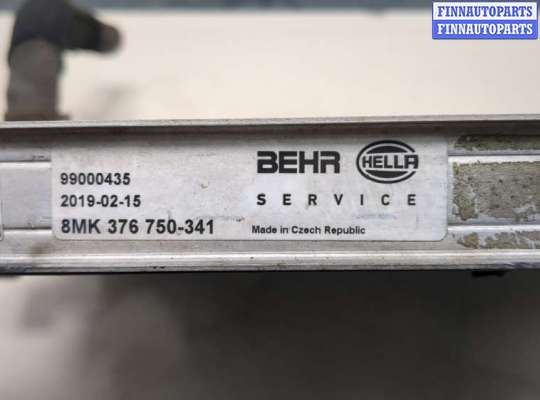 FINNAUTOPARTS
FINNAUTOPARTS
99000435
2019-02-15
8MK 376 750-341
BEHR HELLA
SERVICE
Made in Czech Republic